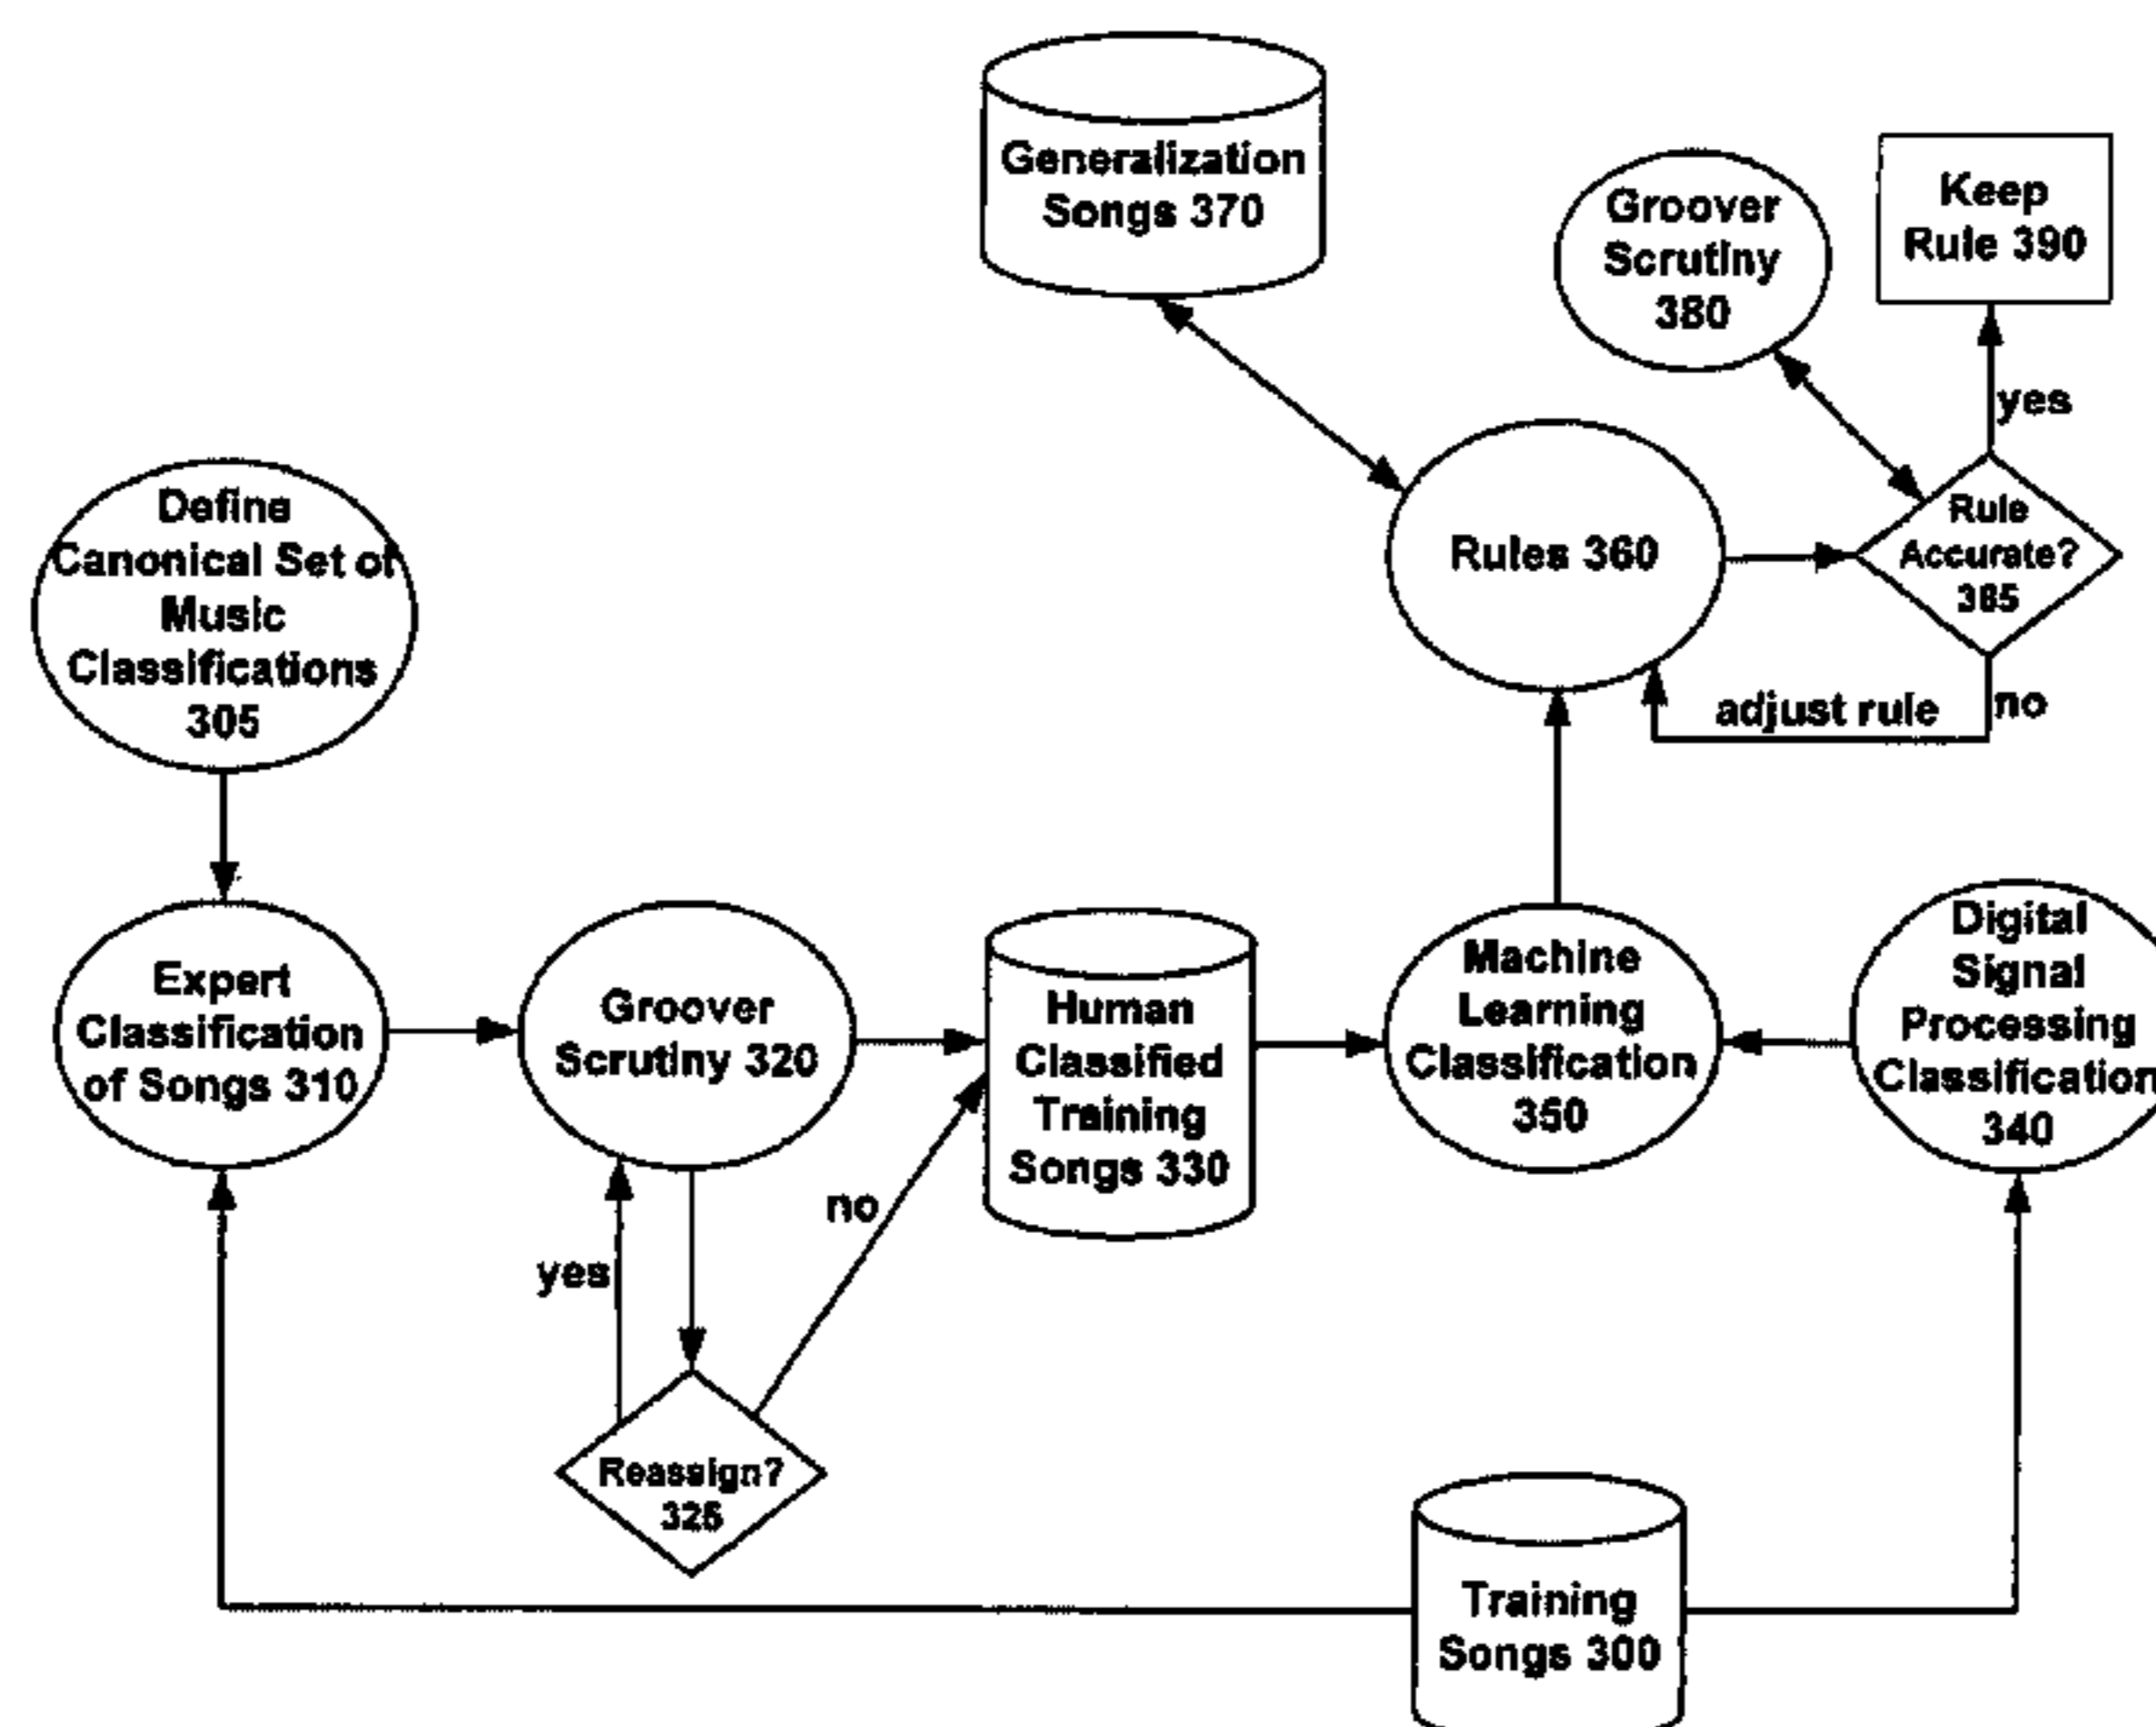 Generalization
Songs 370
Groover
Scrutiny
380
Keep
Rule 390
yes
Define
Canonical Set of
Music
Classifications
305
Rules 360
Rule
Accurate?
385
adjust rule
no
Expert
Classification
of Songs 310
Groover
Scrutiny 320
Human
Classified
Training
Songs 330
Machine
Learning
Classification
350
Digital
Signal
Processing
Classification
340
no
yes
Reassign?
325
Training
Songs 300